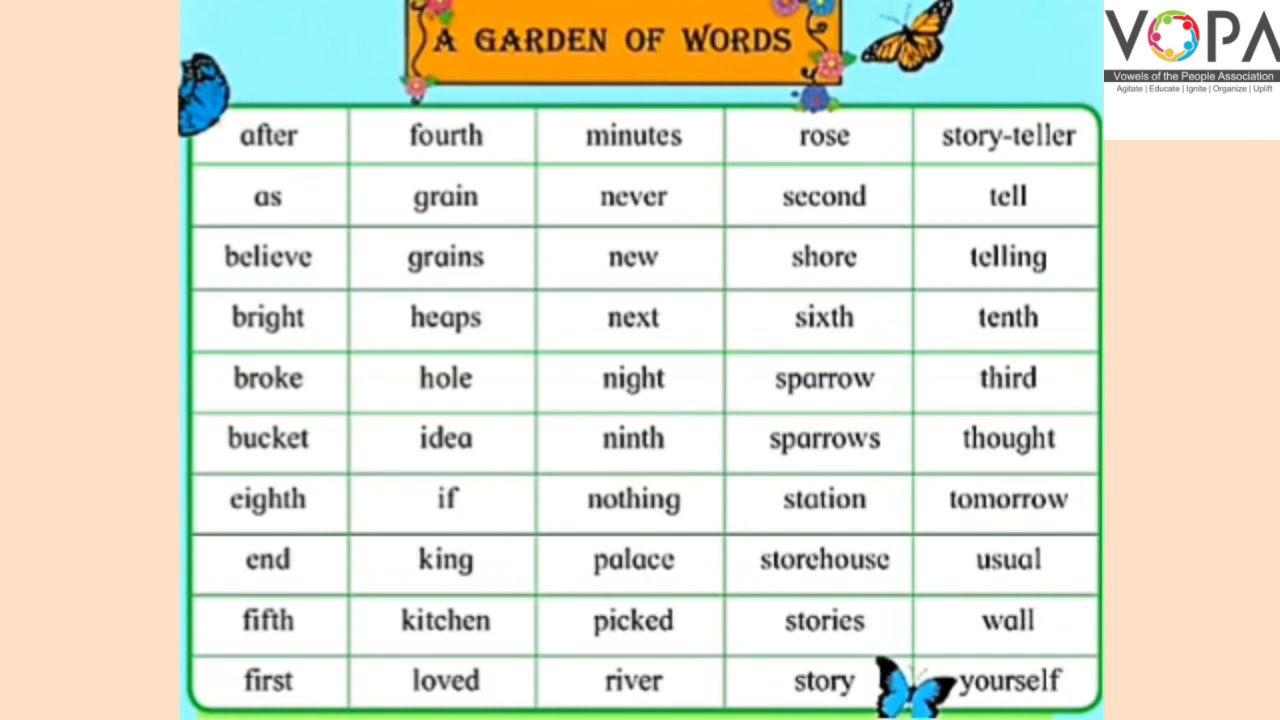 A GARDEN OF WORDS
VOPA
Vowels of the People Association
Agitate | Educate | Ignite | Organize | Uplift
after fourth minutes rose story-teller
as grain never second tell
believe grains new shore telling
bright heaps next sixth tenth
broke hole night sparrow third
bucket idea ninth sparrows thought
eighth if nothing station tomorrow
end king palace storehouse usual
fifth kitchen picked stories wall
first loved river story yourself